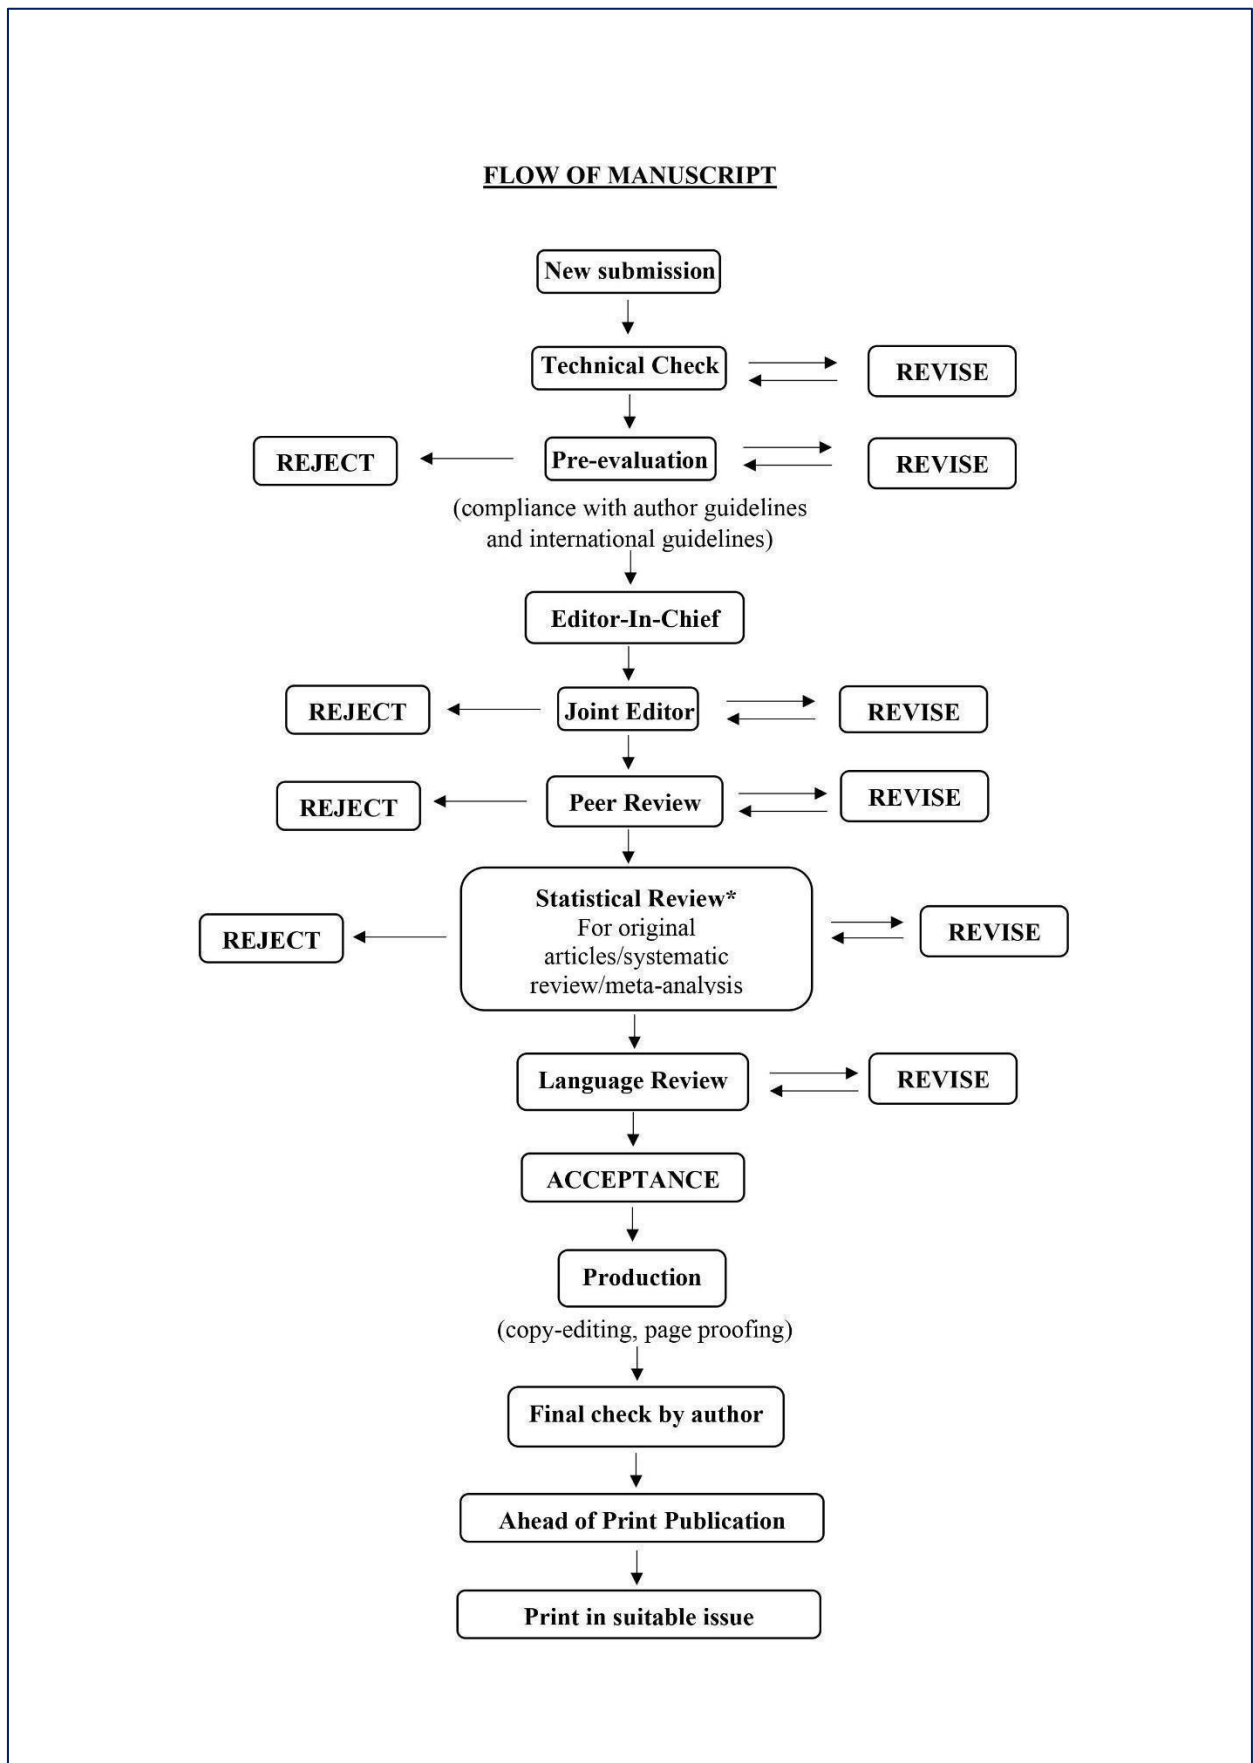 FLOW OF MANUSCRIPT
New submission
Technical Check
REVISE
REJECT
Pre-evaluation
REVISE
(compliance with author guidelines
and international guidelines)
Editor-In-Chief
REJECT
Joint Editor
REVISE
REJECT
Peer Review
REVISE
Statistical Review*
For original
articles/systematic
review/meta-analysis
REJECT
REVISE
Language Review
REVISE
ACCEPTANCE
Production
(copy-editing, page proofing)
Final check by author
Ahead of Print Publication
Print in suitable issue